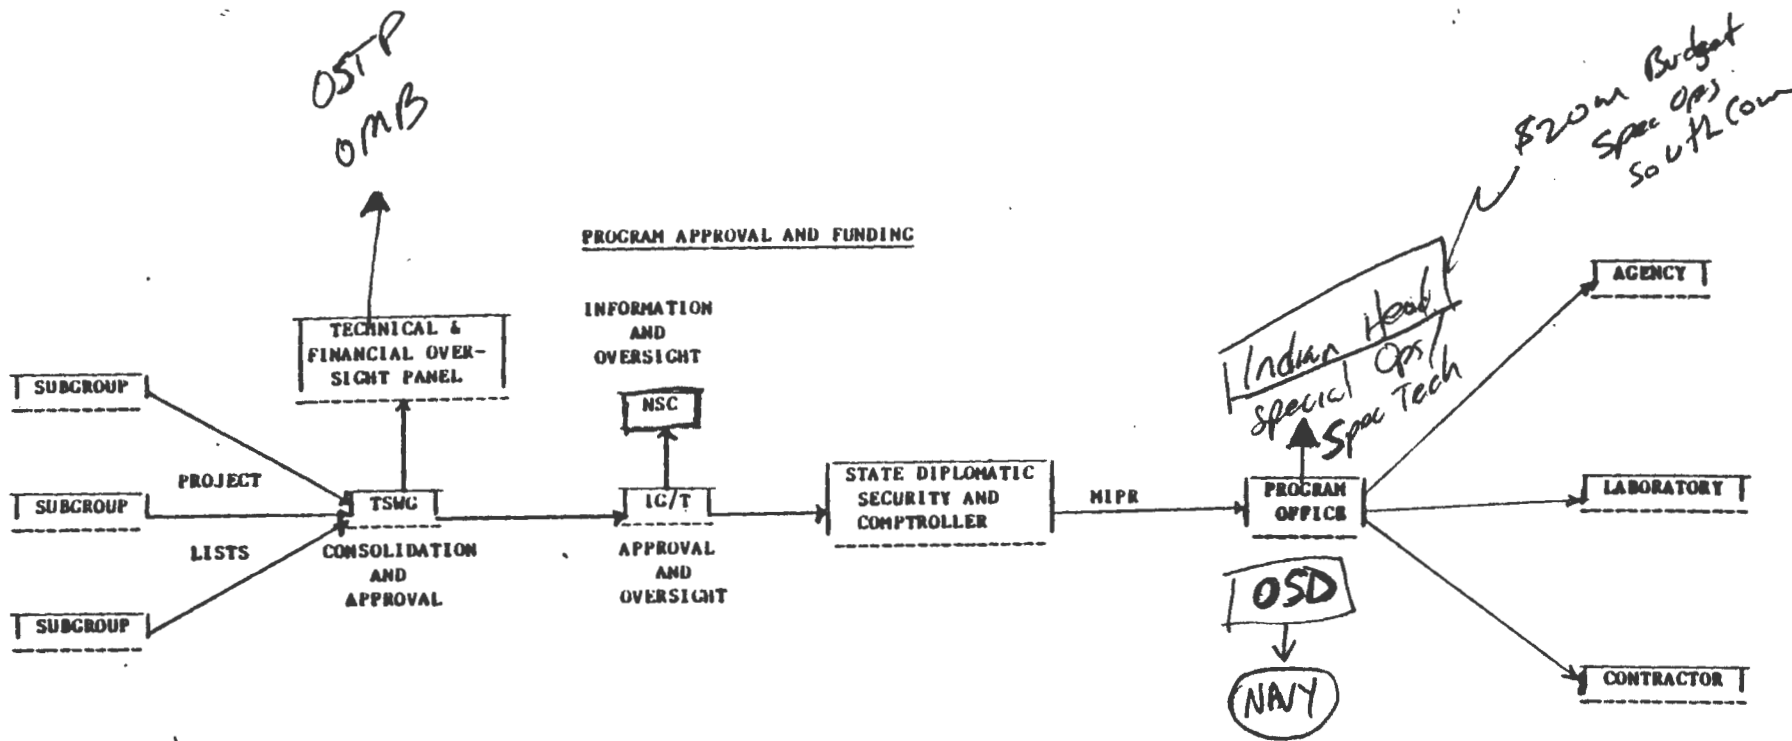 OSTP
OMB
$20m Budget
Spec Ops
South Com
PROGRAM APPROVAL AND FUNDING
INFORMATION
AND
OVERSIGHT
NSC
TECHNICAL &
FINANCIAL OVER-
SIGHT PANEL
Indian Head
Special Ops/
Spec Tech
AGENCY
SUBGROUP
PROJECT
SUBGROUP
LISTS
SUBGROUP
TSWG
CONSOLIDATION
AND
APPROVAL
IG/T
APPROVAL
AND
OVERSIGHT
STATE DIPLOMATIC
SECURITY AND
COMPTROLLER
MIPR
PROGRAM
OFFICE
OSD
NAVY
LABORATORY
CONTRACTOR